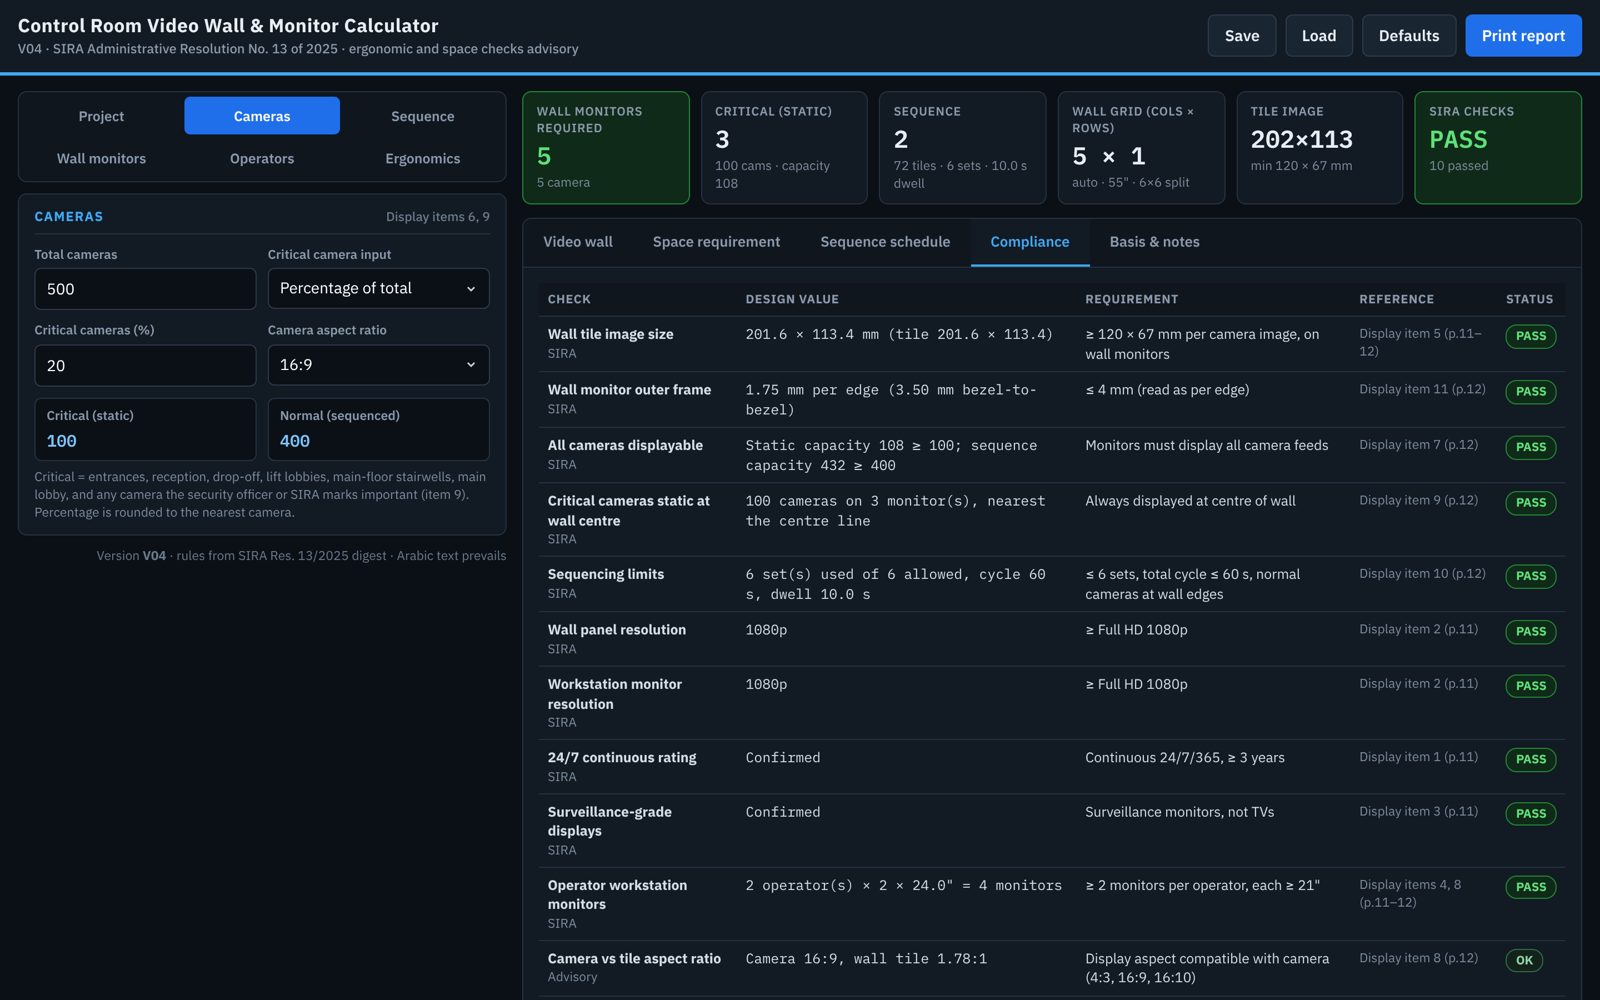 Control Room Video Wall & Monitor Calculator
V04 · SIRA Administrative Resolution No. 13 of 2025 · ergonomic and space checks advisory
Save
Load
Defaults
Print report
Project
Cameras
Sequence
Wall monitors
Operators
Ergonomics
CAMERAS
Display items 6, 9
Total cameras
Critical camera input
500
Percentage of total
Critical cameras (%)
Camera aspect ratio
20
16:9
Critical (static)
Normal (sequenced)
100
400
Critical = entrances, reception, drop-off, lift lobbies, main-floor stairwells, main
lobby, and any camera the security officer or SIRA marks important (item 9).
Percentage is rounded to the nearest camera.
Version V04 · rules from SIRA Res. 13/2025 digest · Arabic text prevails
WALL MONITORS
REQUIRED
5
5 camera
CRITICAL (STATIC)
3
100 cams · capacity
108
SEQUENCE
2
72 tiles · 6 sets · 10.0 s
dwell
WALL GRID (COLS ×
ROWS)
5 × 1
auto · 55" · 6×6 split
TILE IMAGE
202×113
min 120 × 67 mm
SIRA CHECKS
PASS
10 passed
Video wall
Space requirement
Sequence schedule
Compliance
Basis & notes
CHECK
DESIGN VALUE
REQUIREMENT
REFERENCE
STATUS
Wall tile image size
SIRA
201.6 × 113.4 mm (tile 201.6 × 113.4)
≥ 120 × 67 mm per camera image, on
wall monitors
Display item 5 (p.11–
12)
PASS
Wall monitor outer frame
SIRA
1.75 mm per edge (3.50 mm bezel-to-
bezel)
≤ 4 mm (read as per edge)
Display item 11 (p.12)
PASS
All cameras displayable
SIRA
Static capacity 108 ≥ 100; sequence
capacity 432 ≥ 400
Monitors must display all camera feeds
Display item 7 (p.12)
PASS
Critical cameras static at
wall centre
SIRA
100 cameras on 3 monitor(s), nearest
the centre line
Always displayed at centre of wall
Display item 9 (p.12)
PASS
Sequencing limits
SIRA
6 set(s) used of 6 allowed, cycle 60
s, dwell 10.0 s
≤ 6 sets, total cycle ≤ 60 s, normal
cameras at wall edges
Display item 10 (p.12)
PASS
Wall panel resolution
SIRA
1080p
≥ Full HD 1080p
Display item 2 (p.11)
PASS
Workstation monitor
resolution
SIRA
1080p
≥ Full HD 1080p
Display item 2 (p.11)
PASS
24/7 continuous rating
SIRA
Confirmed
Continuous 24/7/365, ≥ 3 years
Display item 1 (p.11)
PASS
Surveillance-grade
displays
SIRA
Confirmed
Surveillance monitors, not TVs
Display item 3 (p.11)
PASS
Operator workstation
monitors
SIRA
2 operator(s) × 2 × 24.0" = 4 monitors
≥ 2 monitors per operator, each ≥ 21"
Display items 4, 8
(p.11–12)
PASS
Camera vs tile aspect ratio
Advisory
Camera 16:9, wall tile 1.78:1
Display aspect compatible with camera
(4:3, 16:9, 16:10)
Display item 8 (p.12)
OK